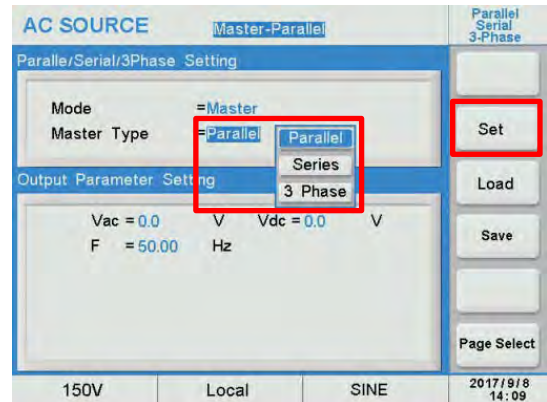 AC SOURCE Master-Parallel
Parallel
Serial
3-Phase
Paralle/Serial/3Phase Setting
Mode =Master
Master Type =Parallel
Parallel
Series
3 Phase
Set
Output Parameter Setting
Load
Vac = 0.0 V Vdc = 0.0 V
F = 50.00 Hz
Save
Page Select
150V Local SINE 2017/9/8
14:09